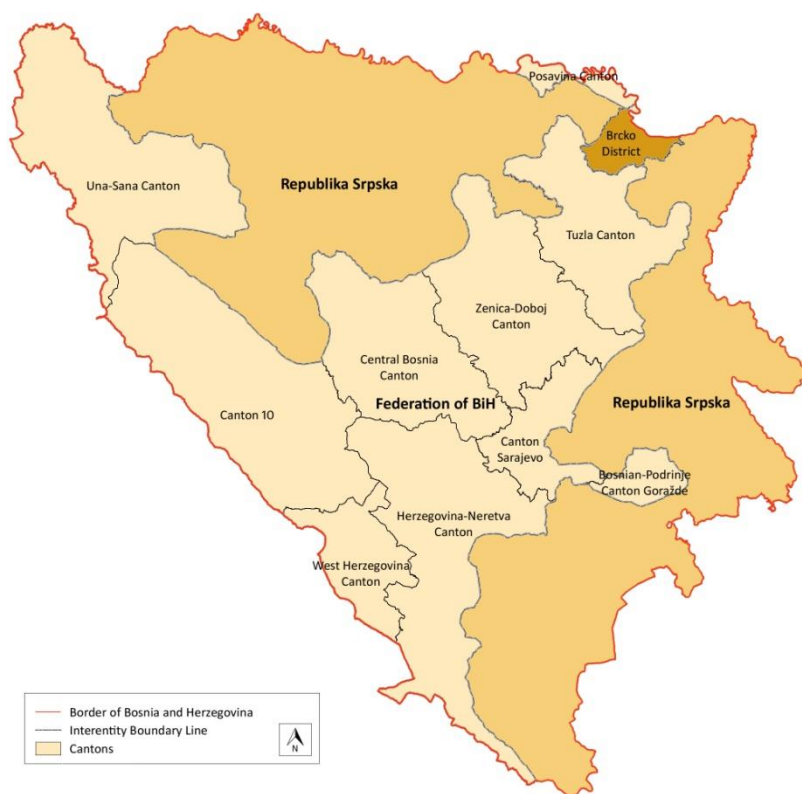 Posavina Canton
Brcko
District
Una-Sana Canton
Republika Srpska
Tuzla Canton
Zenica-Doboj
Canton
Central Bosnia
Canton
Federation of BiH
Republika Srpska
Canton 10
Canton
Sarajevo
Bosnian-Podrinje
Canton Goražde
Herzegovina-Neretva
Canton
West Herzegovina
Canton
Border of Bosnia and Herzegovina
Interentity Boundary Line
Cantons
N